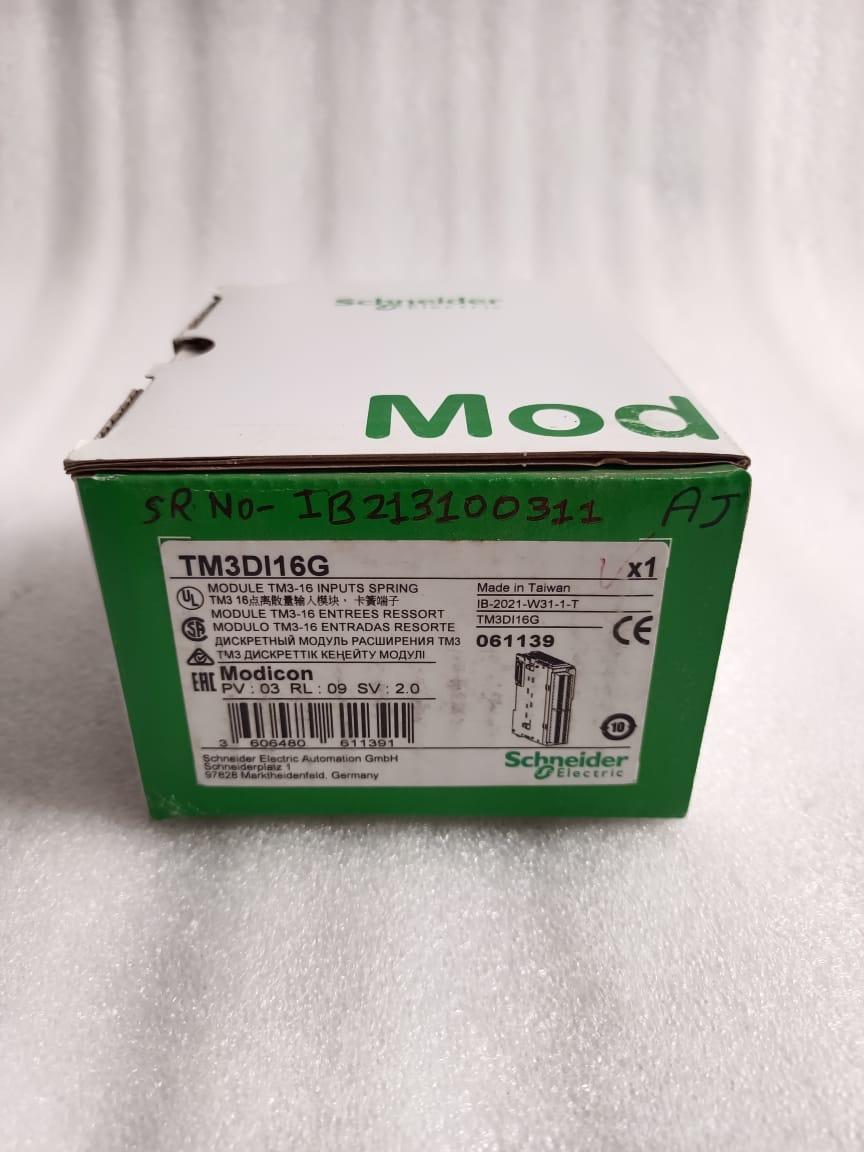 Schneider
Electric
Mod
SR NO- IB213100311 AJ
TM3DI16G x1
MODULE TM3-16 INPUTS SPRING
TM3 16点离散量输入模块， 卡簧端子
MODULE TM3-16 ENTREES RESSORT
MODULO TM3-16 ENTRADAS RESORTE
ДИСКРЕТНЫЙ МОДУЛЬ РАСШИРЕНИЯ TM3
TM3 ДИСКРЕТТІК КЕҢЕЙТУ МОДУЛІ
UL
SA
EAC
Modicon
PV : 03 RL : 09 SV : 2.0
3 606480 611391
Schneider Electric Automation GmbH
Schneiderplatz 1
97828 Marktheidenfeld, Germany
Made in Taiwan
IB-2021-W31-1-T
TM3DI16G
061139
CE
10
Schneider
Electric